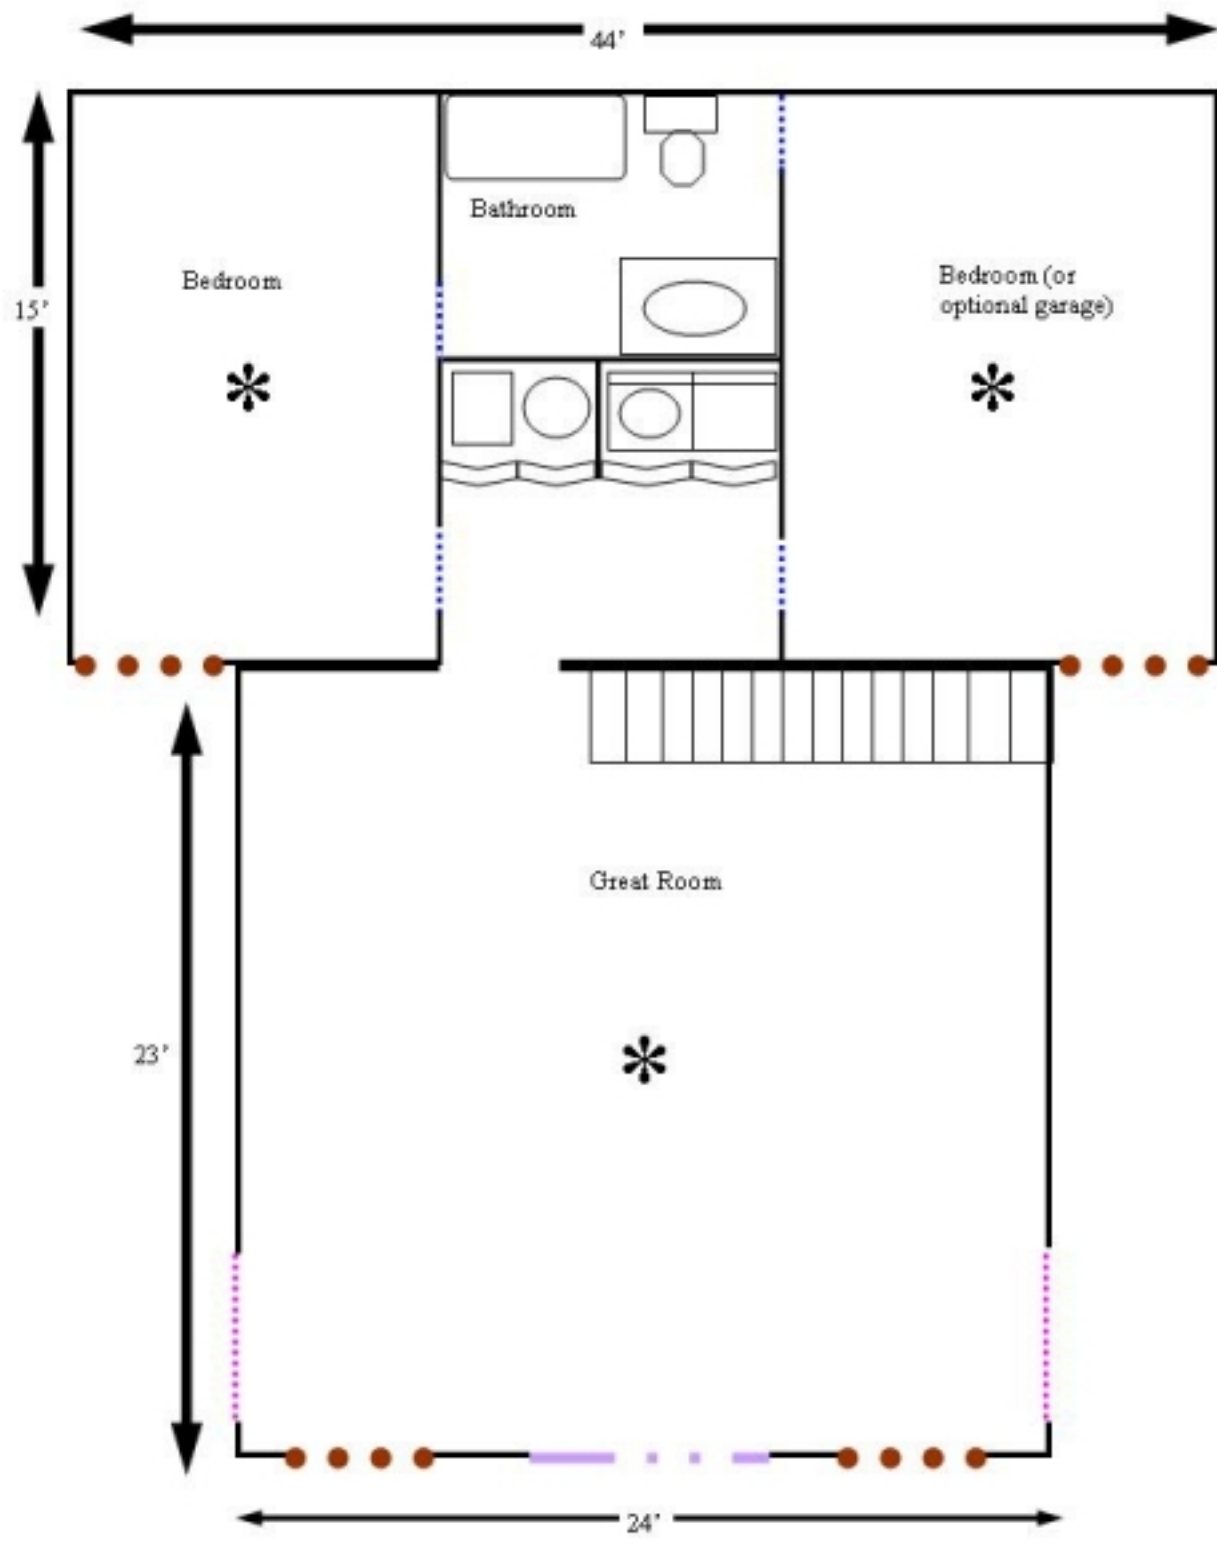 44’
Bathroom
Bedroom
Bedroom (or
optional garage)
15’
Great Room
23’
24’